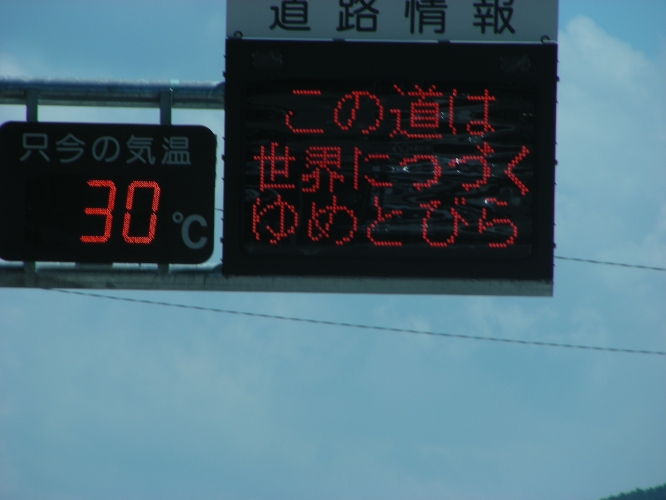 道路情報
この道は
世界につづく
ゆめとびら
只今の気温
30℃